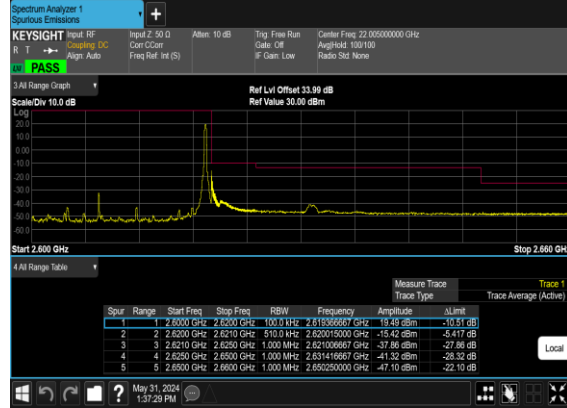 Spectrum Analyzer 1
Spurious Emissions
+
KEYSIGHT Input: RF Input Z: 50 Ω Atten: 10 dB Trig: Free Run Center Freq: 22.005000000 GHz
R T Coupling: DC Corr CCorr Gate: Off Avg|Hold: 100/100
Align: Auto Freq Ref: Int (S) IF Gain: Low Radio Std: None
LW PASS
3 All Range Graph
Ref Lvl Offset 33.99 dB
Scale/Div 10.0 dB Ref Value 30.00 dBm
Log
20.0
10.0
0.00
-10.0
-20.0
-30.0
-40.0
-50.0
-60.0
Start 2.600 GHz Stop 2.660 GHz
4 All Range Table
Measure Trace Trace 1
Trace Type Trace Average (Active)
Spur Range Start Freq Stop Freq RBW Frequency Amplitude ΔLimit
1 1 2.6000 GHz 2.6200 GHz 100.0 kHz 2.619366667 GHz 19.49 dBm -10.51 dB
2 2 2.6200 GHz 2.6210 GHz 510.0 kHz 2.620015000 GHz -15.42 dBm -5.417 dB
3 3 2.6210 GHz 2.6250 GHz 1.000 MHz 2.621006667 GHz -37.86 dBm -27.86 dB
4 4 2.6250 GHz 2.6500 GHz 1.000 MHz 2.631416667 GHz -41.32 dBm -28.32 dB
5 5 2.6500 GHz 2.6600 GHz 1.000 MHz 2.650250000 GHz -47.10 dBm -22.10 dB
Local
? May 31, 2024
1:37:29 PM